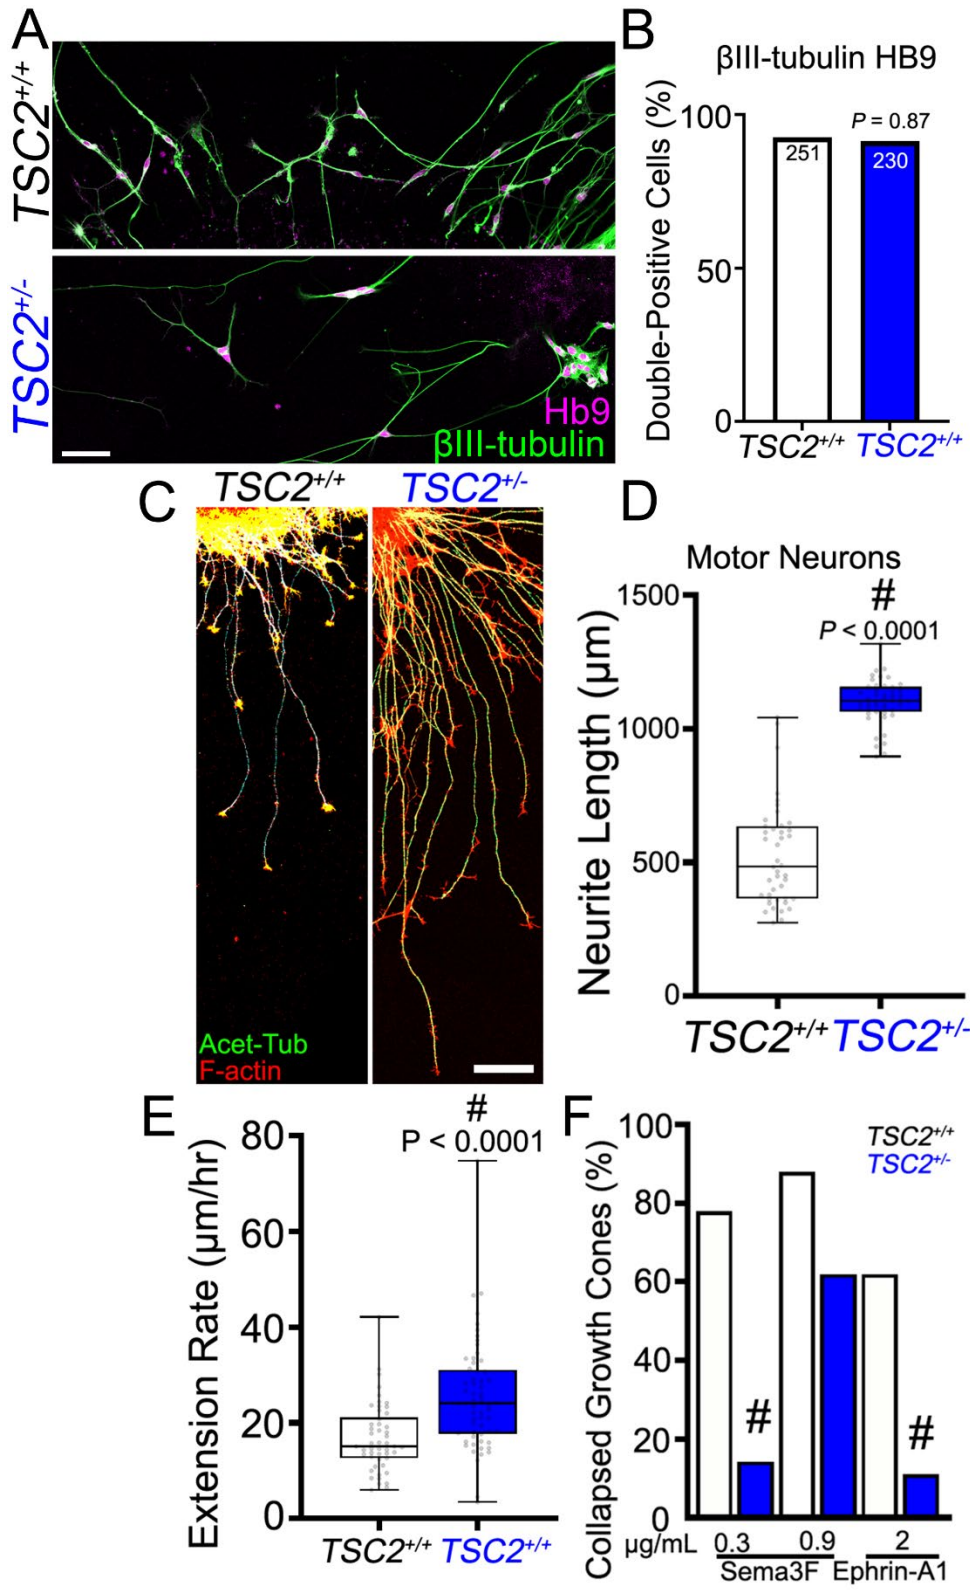 A
TSC2+/+
TSC2+/-
Hb9
βIII-tubulin
B
βIII-tubulin HB9
Double-Positive Cells (%)
100
50
0
P = 0.87
251
230
TSC2+/+ TSC2+/+
C
TSC2+/+ TSC2+/-
Acet-Tub
F-actin
D
Motor Neurons
Neurite Length (µm)
1500
1000
500
0
#
P < 0.0001
TSC2+/+ TSC2+/-
E
Extension Rate (µm/hr)
80
60
40
20
0
#
P < 0.0001
TSC2+/+ TSC2+/+
F
Collapsed Growth Cones (%)
100
80
60
40
20
0
TSC2+/+
TSC2+/-
#
#
µg/mL 0.3 0.9 2
Sema3F Ephrin-A1